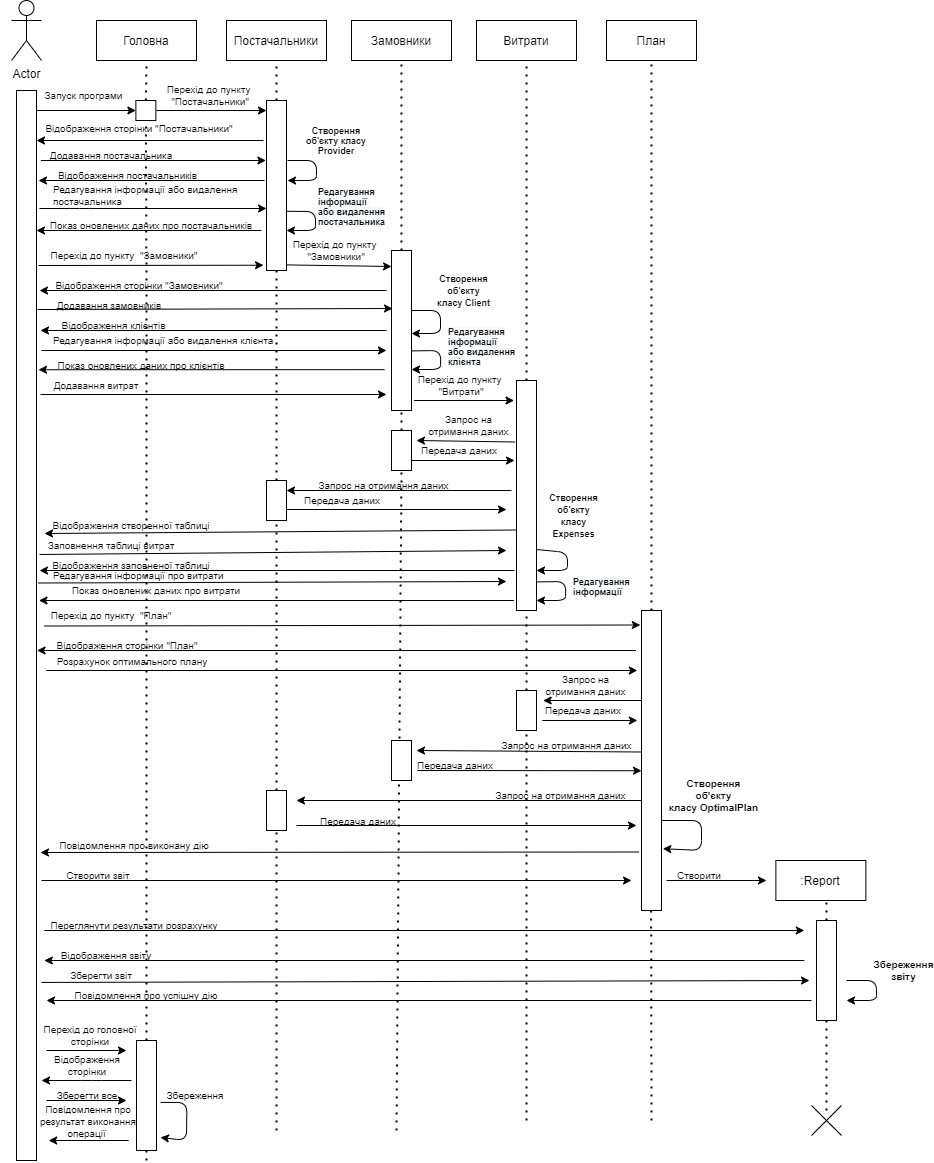 Головна
Постачальники
Замовники
Витрати
План
Actor
Запуск програми
Перехід до пункту
"Постачальники"
Відображення сторінки "Постачальники"
Створення
об'єкту класу
Provider
Додавання постачальника
Відображення постачальників
Редагування інформації або видалення
постачальника
Редагування
інформації
або видалення
постачальника
Показ оновлених даних про постачальників
Перехід до пункту "Замовники"
Перехід до пункту
"Замовники"
Відображення сторінки "Замовники"
Створення
об'єкту
класу Client
Додавання замовників
Відображення клієнтів
Редагування інформації або видалення клієнта
Редагування
інформації
або видалення
клієнта
Показ оновлених даних про клієнтів
Додавання витрат
Перехід до пункту
"Витрати"
Запрос на
отримання даних
Передача даних
Запрос на отримання даних
Передача даних
Створення
об'єкту
класу
Expenses
Відображення створенної таблиці
Заповнення таблиці витрат
Відображення заповненої таблиці
Редагування інформації про витрати
Редагування
інформації
Показ оновлених даних про витрати
Перехід до пункту "План"
Відображення сторінки "План"
Розрахунок оптимального плану
Запрос на
отримання даних
Передача даних
Запрос на отримання даних
Передача даних
Запрос на отримання даних
Створення
об'єкту
класу OptimalPlan
Передача даних
Повідомлення про виконану дію
Створити звіт
Створити
:Report
Переглянути результати розрахунку
Відображення звіту
Зберегти звіт
Збереження
звіту
Повідомлення про успішну дію
Перехід до головної
сторінки
Відображення
сторінки
Зберегти все
Збереження
Повідомлення про
результат виконання
операції